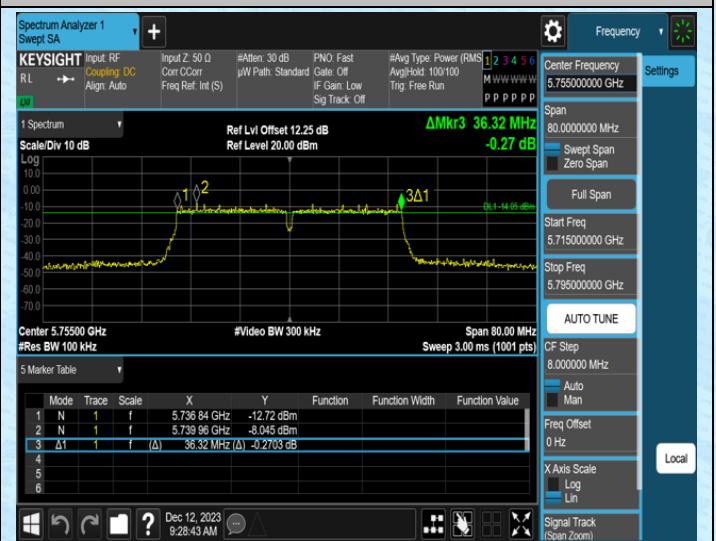 Spectrum Analyzer 1
Swept SA
+
Frequency
KEYSIGHT
RL
LXI
Input: RF
Coupling: DC
Align: Auto
Input Z: 50 Ω
Corr CCorr
Freq Ref: Int (S)
#Atten: 30 dB
µW Path: Standard
PNO: Fast
Gate: Off
IF Gain: Low
Sig Track: Off
#Avg Type: Power (RMS
Avg|Hold: 100/100
Trig: Free Run
1 2 3 4 5 6
M W W W W W
P P P P P P
1 Spectrum
Scale/Div 10 dB
Ref Lvl Offset 12.25 dB
Ref Level 20.00 dBm
ΔMkr3 36.32 MHz
-0.27 dB
Log
10.0
0.00
-10.0
-20.0
-30.0
-40.0
-50.0
-60.0
-70.0
1
2
3Δ1
DL1 -14.05 dBm
Center 5.75500 GHz
#Video BW 300 kHz
Span 80.00 MHz
#Res BW 100 kHz
Sweep 3.00 ms (1001 pts)
5 Marker Table
Mode Trace Scale X Y Function Function Width Function Value
1 N 1 f 5.736 84 GHz -12.72 dBm
2 N 1 f 5.739 96 GHz -8.045 dBm
3 Δ1 1 f (Δ) 36.32 MHz (Δ) -0.2703 dB
4
5
6
?
Dec 12, 2023
9:28:43 AM
Center Frequency
5.755000000 GHz
Span
80.0000000 MHz
Swept Span
Zero Span
Full Span
Start Freq
5.715000000 GHz
Stop Freq
5.795000000 GHz
AUTO TUNE
CF Step
8.000000 MHz
Auto
Man
Freq Offset
0 Hz
X Axis Scale
Log
Lin
Signal Track
(Span Zoom)
Settings
Local